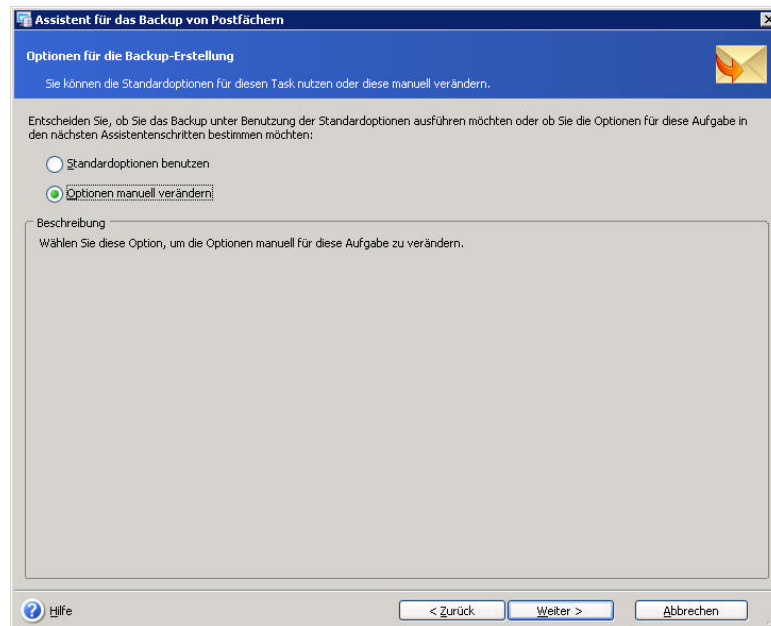 Assistent für das Backup von Postfächern
Optionen für die Backup-Erstellung
Sie können die Standardoptionen für diesen Task nutzen oder diese manuell verändern.
Entscheiden Sie, ob Sie das Backup unter Benutzung der Standardoptionen ausführen möchten oder ob Sie die Optionen für diese Aufgabe in
den nächsten Assistentenschritten bestimmen möchten:
Standardoptionen benutzen
Optionen manuell verändern
Beschreibung
Wählen Sie diese Option, um die Optionen manuell für diese Aufgabe zu verändern.
Hilfe
< Zurück
Weiter >
Abbrechen